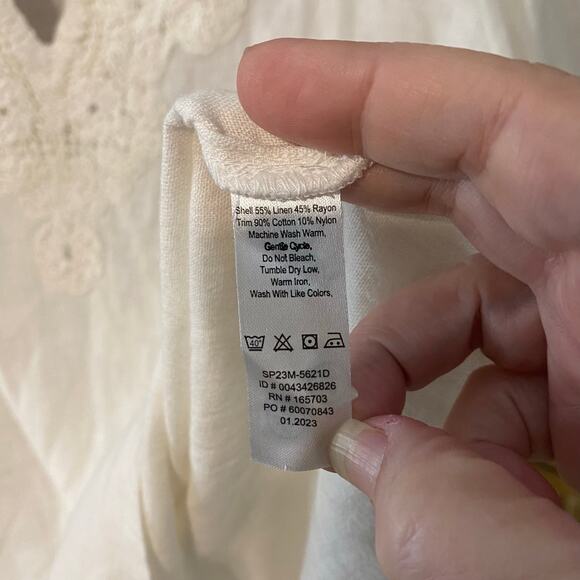 Shell 55% Linen 45% Rayon
Trim 90% Cotton 10% Nylon
Machine Wash Warm,
Gentle Cycle,
Do Not Bleach,
Tumble Dry Low,
Warm Iron,
Wash With Like Colors,
40°
SP23M-5621D
ID # 0043426826
RN # 165703
PO # 60070843
01.2023